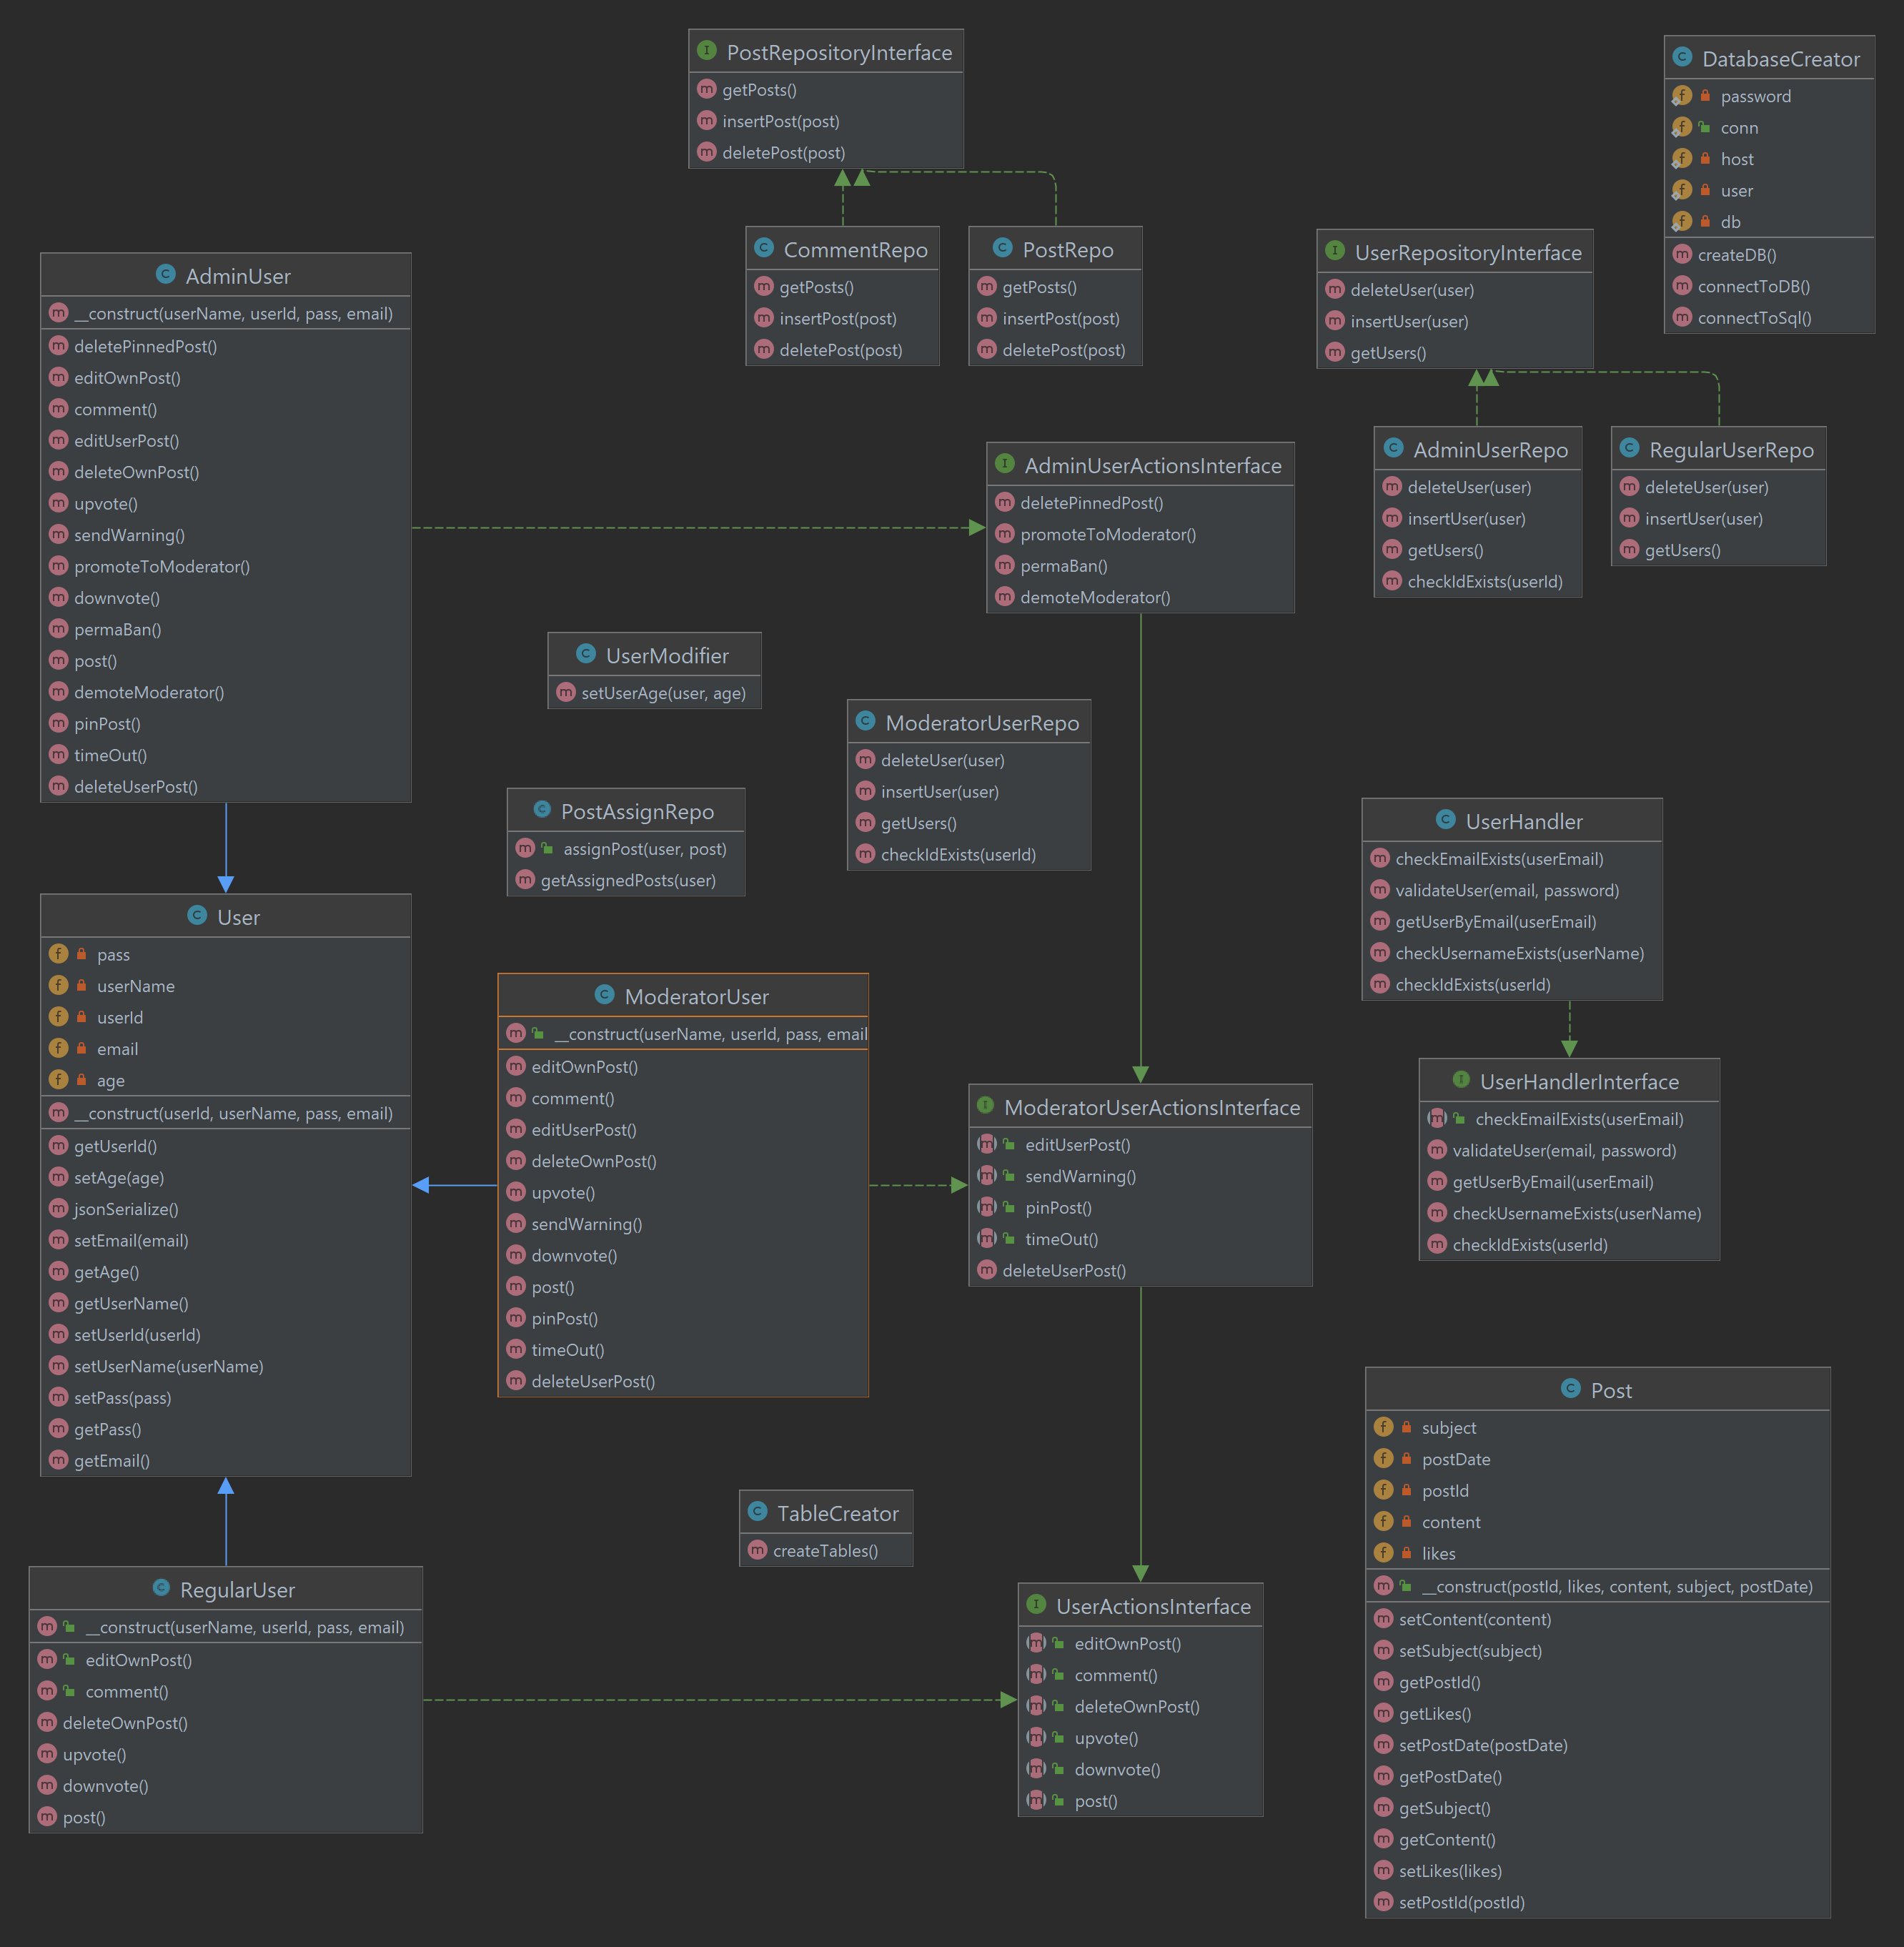 PostRepositoryInterface
getPosts()
insertPost(post)
deletePost(post)
DatabaseCreator
password
conn
host
user
db
createDB()
connectToDB()
connectToSql()
CommentRepo
getPosts()
insertPost(post)
deletePost(post)
PostRepo
getPosts()
insertPost(post)
deletePost(post)
UserRepositoryInterface
deleteUser(user)
insertUser(user)
getUsers()
AdminUser
__construct(userName, userId, pass, email)
deletePinnedPost()
editOwnPost()
comment()
editUserPost()
deleteOwnPost()
upvote()
sendWarning()
promoteToModerator()
downvote()
permaBan()
post()
demoteModerator()
pinPost()
timeOut()
deleteUserPost()
AdminUserActionsInterface
deletePinnedPost()
promoteToModerator()
permaBan()
demoteModerator()
AdminUserRepo
deleteUser(user)
insertUser(user)
getUsers()
checkIdExists(userId)
RegularUserRepo
deleteUser(user)
insertUser(user)
getUsers()
UserModifier
setUserAge(user, age)
ModeratorUserRepo
deleteUser(user)
insertUser(user)
getUsers()
checkIdExists(userId)
PostAssignRepo
assignPost(user, post)
getAssignedPosts(user)
UserHandler
checkEmailExists(userEmail)
validateUser(email, password)
getUserByEmail(userEmail)
checkUsernameExists(userName)
checkIdExists(userId)
User
pass
userName
userId
email
age
__construct(userId, userName, pass, email)
getUserId()
setAge(age)
jsonSerialize()
setEmail(email)
getAge()
getUserName()
setUserId(userId)
setUserName(userName)
setPass(pass)
getPass()
getEmail()
ModeratorUser
__construct(userName, userId, pass, email
editOwnPost()
comment()
editUserPost()
deleteOwnPost()
upvote()
sendWarning()
downvote()
post()
pinPost()
timeOut()
deleteUserPost()
ModeratorUserActionsInterface
editUserPost()
sendWarning()
pinPost()
timeOut()
deleteUserPost()
UserHandlerInterface
checkEmailExists(userEmail)
validateUser(email, password)
getUserByEmail(userEmail)
checkUsernameExists(userName)
checkIdExists(userId)
Post
subject
postDate
postId
content
likes
__construct(postId, likes, content, subject, postDate)
setContent(content)
setSubject(subject)
getPostId()
getLikes()
setPostDate(postDate)
getPostDate()
getSubject()
getContent()
setLikes(likes)
setPostId(postId)
TableCreator
createTables()
RegularUser
__construct(userName, userId, pass, email)
editOwnPost()
comment()
deleteOwnPost()
upvote()
downvote()
post()
UserActionsInterface
editOwnPost()
comment()
deleteOwnPost()
upvote()
downvote()
post()